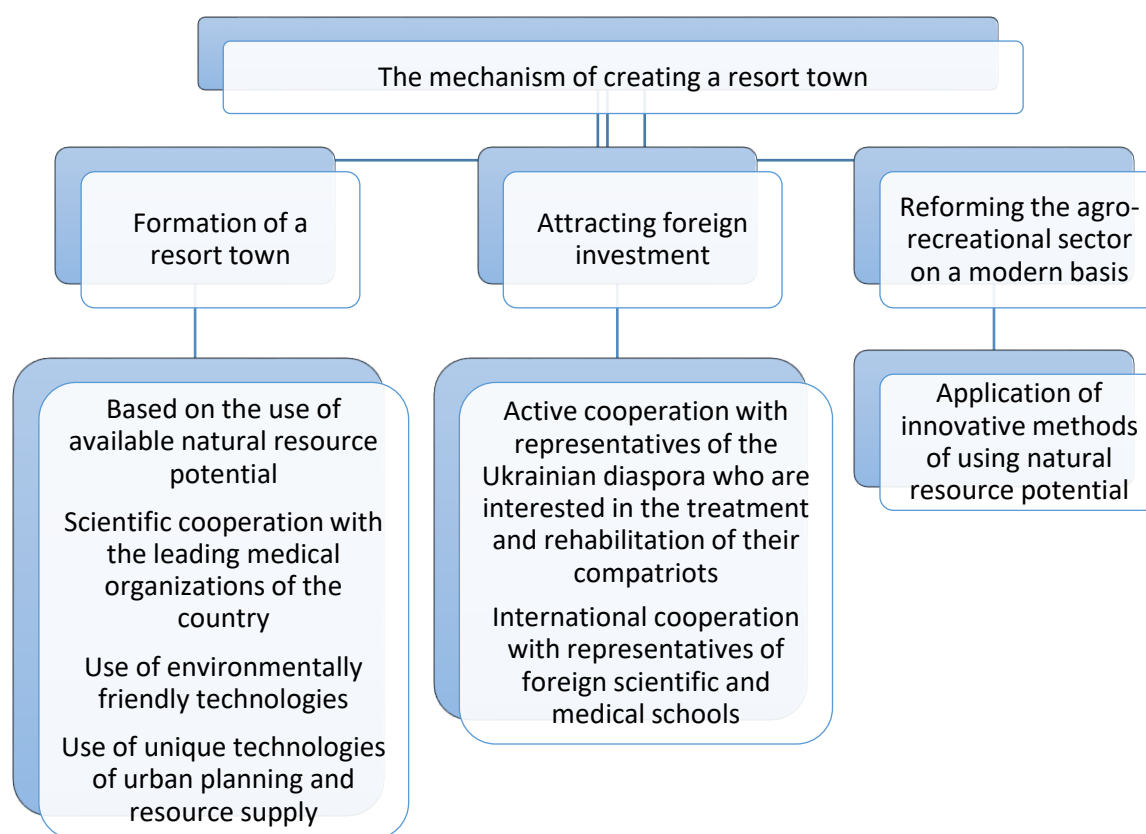 The mechanism of creating a resort town
Formation of a
resort town
Attracting foreign
investment
Reforming the agro-
recreational sector
on a modern basis
Based on the use of
available natural resource
potential
Scientific cooperation with
the leading medical
organizations of the
country
Use of environmentally
friendly technologies
Use of unique technologies
of urban planning and
resource supply
Active cooperation with
representatives of the
Ukrainian diaspora who are
interested in the treatment
and rehabilitation of their
compatriots
International cooperation
with representatives of
foreign scientific and
medical schools
Application of
innovative methods
of using natural
resource potential